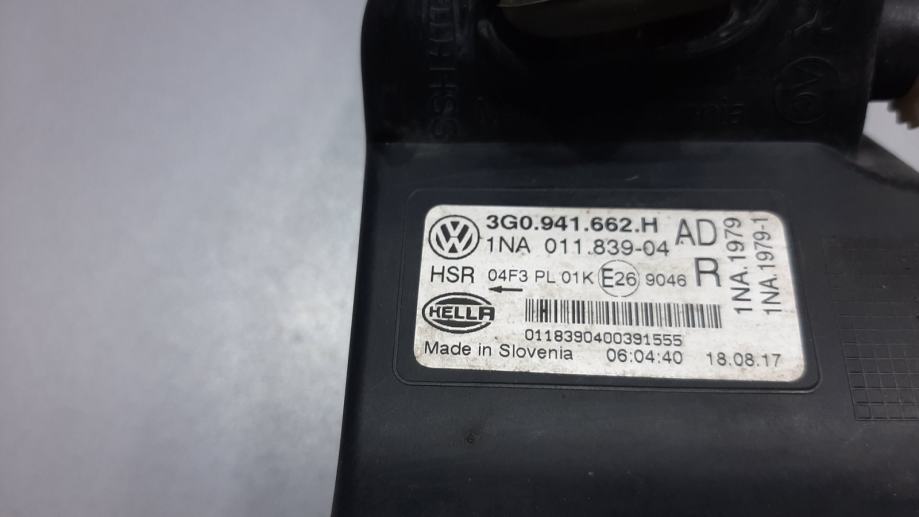 3G0.941.662.H AD
1NA 011.839-04
HSR 04F3 PL 01K E26 9046 R
HELLA
0118390400391555
Made in Slovenia 06:04:40 18.08.17
1NA.1979
1NA.1979-1